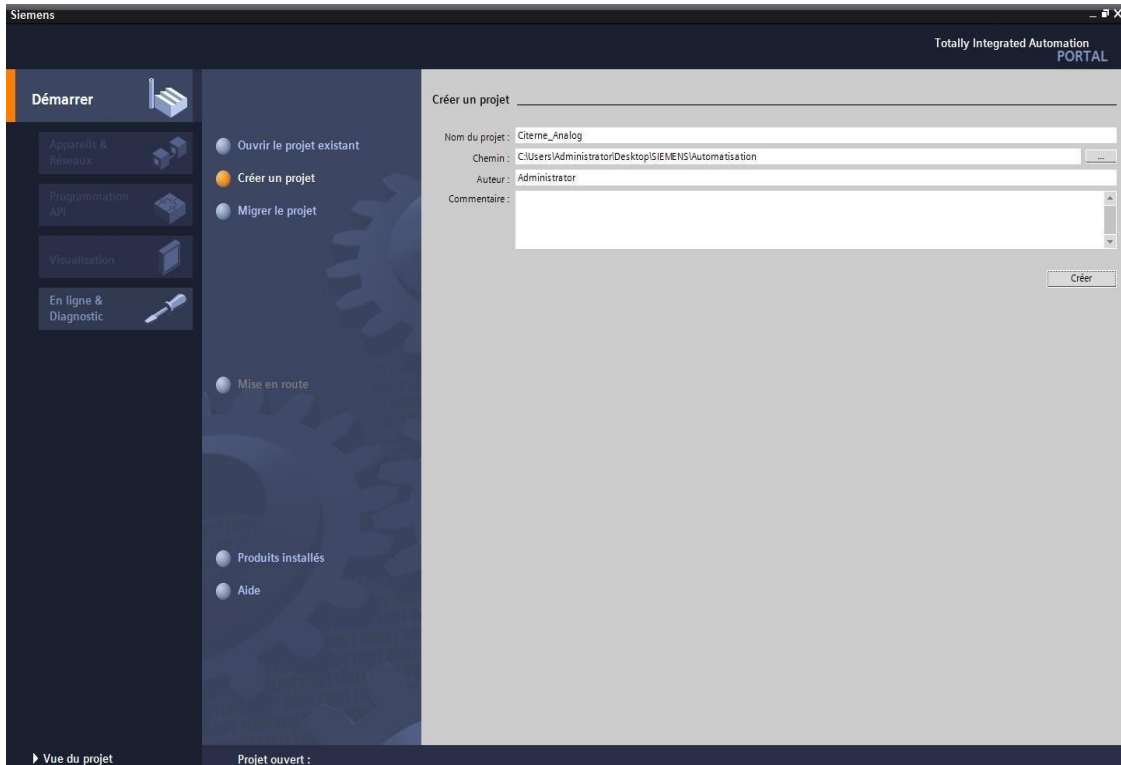 Siemens
Totally Integrated Automation
PORTAL
Démarrer
Appareils &
Réseaux
Programmation
API
Visualisation
En ligne &
Diagnostic
Ouvrir le projet existant
Créer un projet
Migrer le projet
Mise en route
Produits installés
Aide
Créer un projet
Nom du projet : Citerne_Analog
Chemin : C:\Users\Administrator\Desktop\SIEMENS\Automatisation
...
Auteur : Administrator
Commentaire :
Créer
Vue du projet
Projet ouvert :